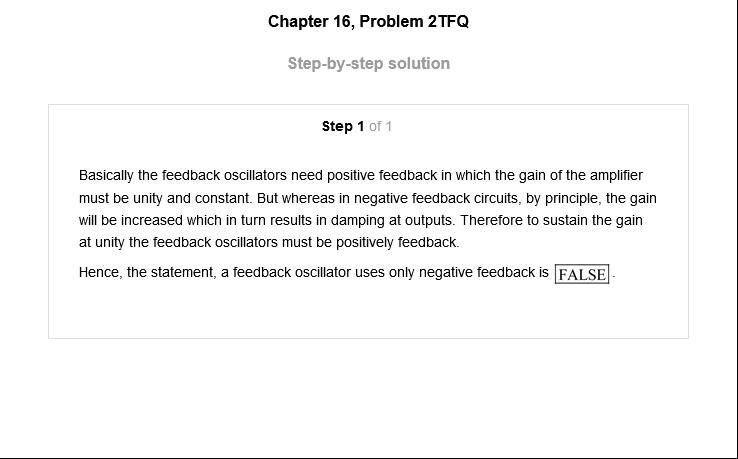 Chapter 16, Problem 2TFQ
Step-by-step solution
Step 1 of 1
Basically the feedback oscillators need positive feedback in which the gain of the amplifier
must be unity and constant. But whereas in negative feedback circuits, by principle, the gain
will be increased which in turn results in damping at outputs. Therefore to sustain the gain
at unity the feedback oscillators must be positively feedback.
Hence, the statement, a feedback oscillator uses only negative feedback is FALSE.